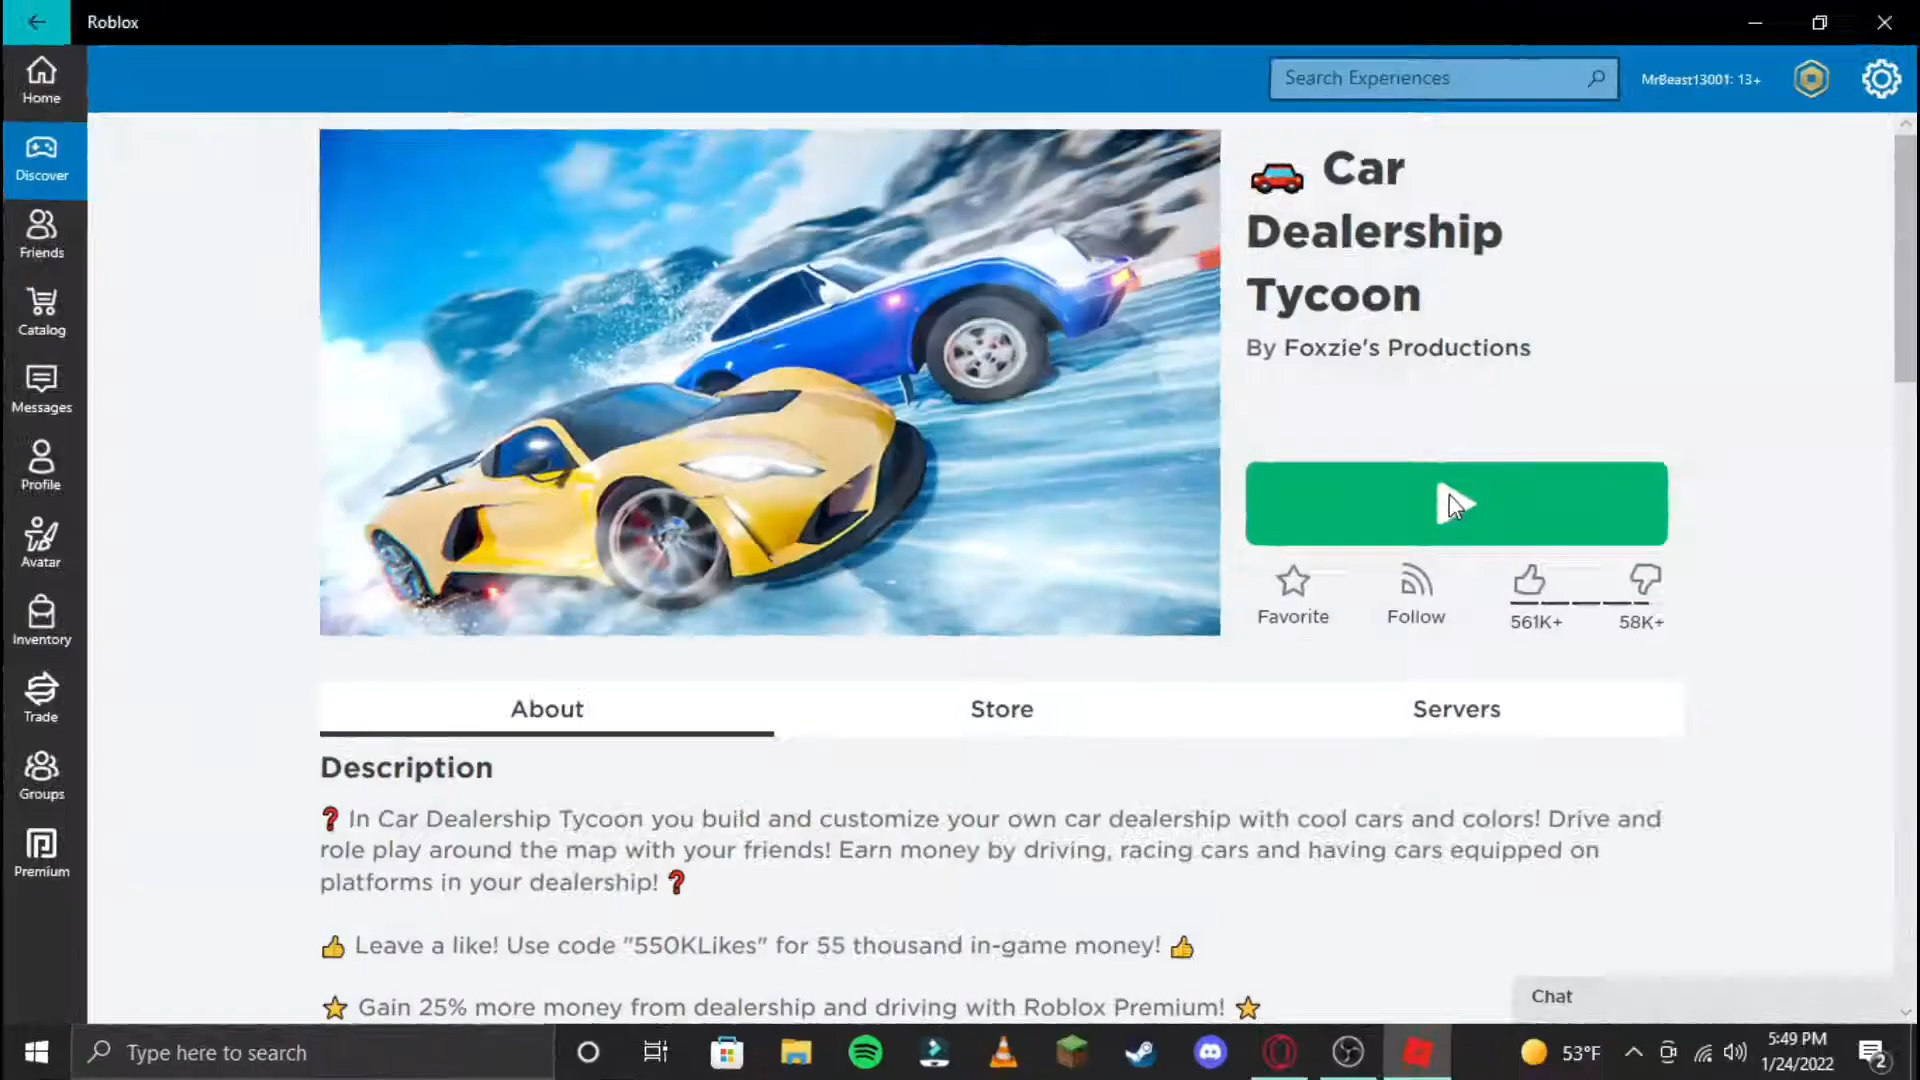 Roblox
Search Experiences
MrBeast13001: 13+
Home
Discover
Friends
Catalog
Messages
Profile
Avatar
Inventory
Trade
Groups
Premium
Car
Dealership
Tycoon
By Foxzie's Productions
Favorite
Follow
561K+
58K+
About
Store
Servers
Description
❓ In Car Dealership Tycoon you build and customize your own car dealership with cool cars and colors! Drive and
role play around the map with your friends! Earn money by driving, racing cars and having cars equipped on
platforms in your dealership! ❓
👍 Leave a like! Use code "550KLikes" for 55 thousand in-game money! 👍
⭐ Gain 25% more money from dealership and driving with Roblox Premium! ⭐
Chat
Type here to search
53°F
5:49 PM
1/24/2022
2